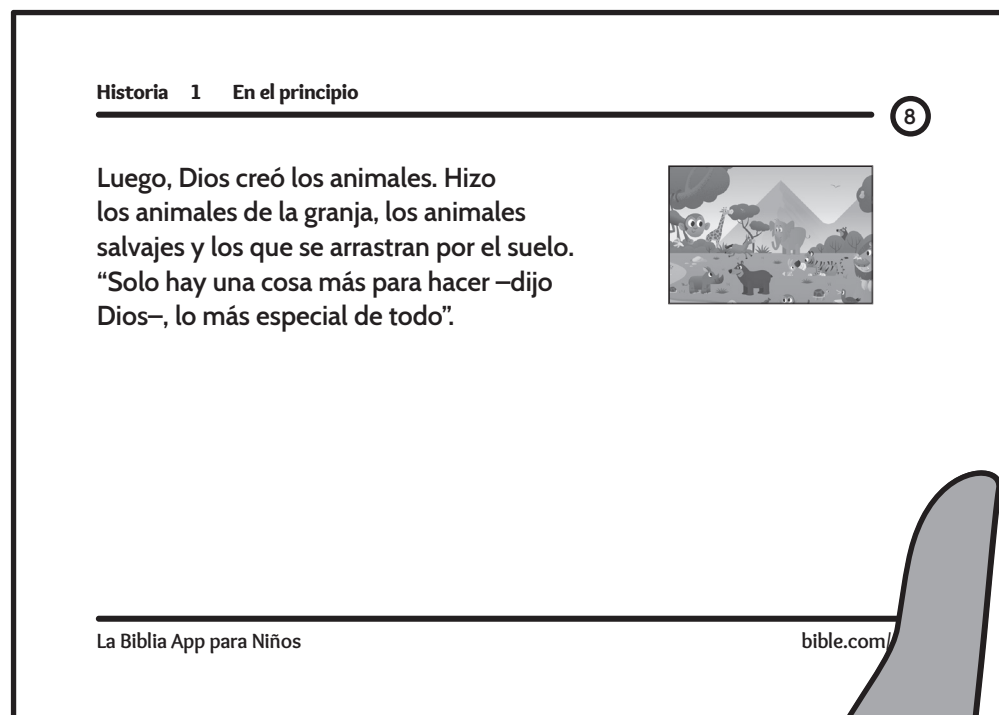 Historia 1 En el principio
8
Luego, Dios creó los animales. Hizo
los animales de la granja, los animales
salvajes y los que se arrastran por el suelo.
“Solo hay una cosa más para hacer –dijo
Dios–, lo más especial de todo”.
La Biblia App para Niños
bible.com/